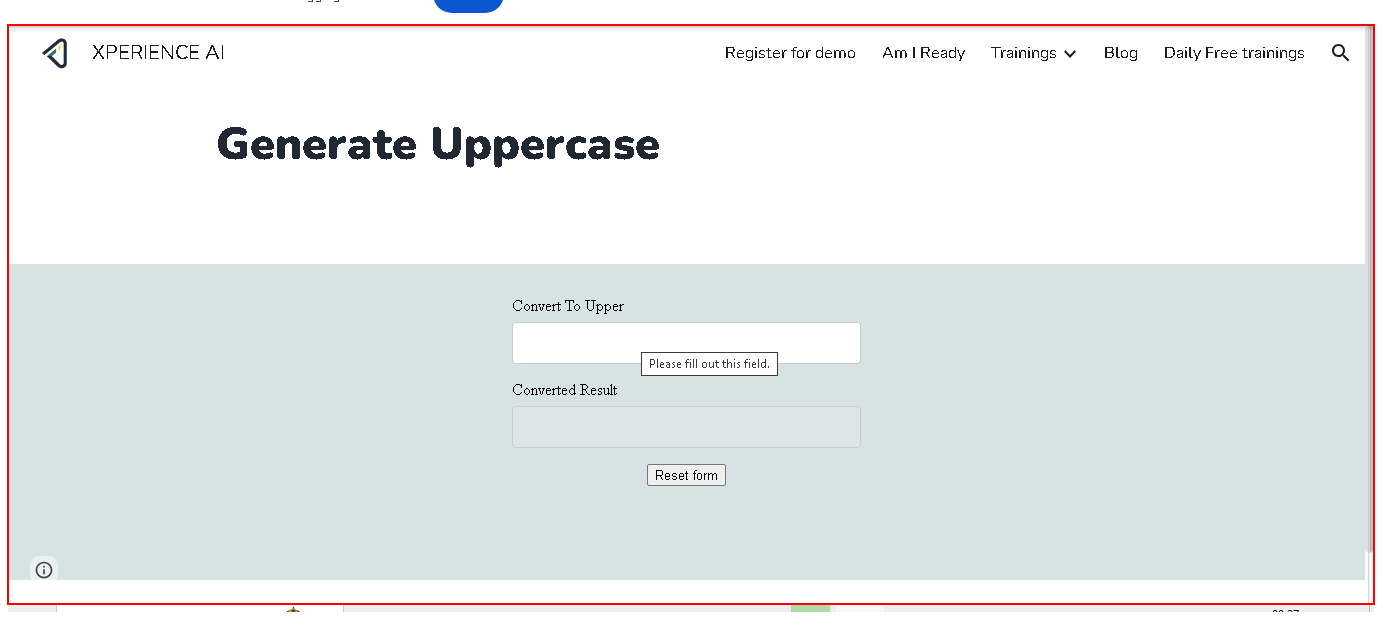 XPERIENCE AI
Register for demo
Am I Ready
Trainings
Blog
Daily Free trainings
Generate Uppercase
Convert To Upper
Please fill out this field.
Converted Result
Reset form